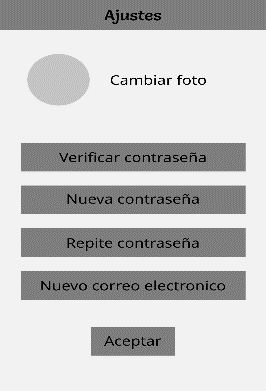 Ajustes
Cambiar foto
Verificar contraseña
Nueva contraseña
Repite contraseña
Nuevo correo electronico
Aceptar